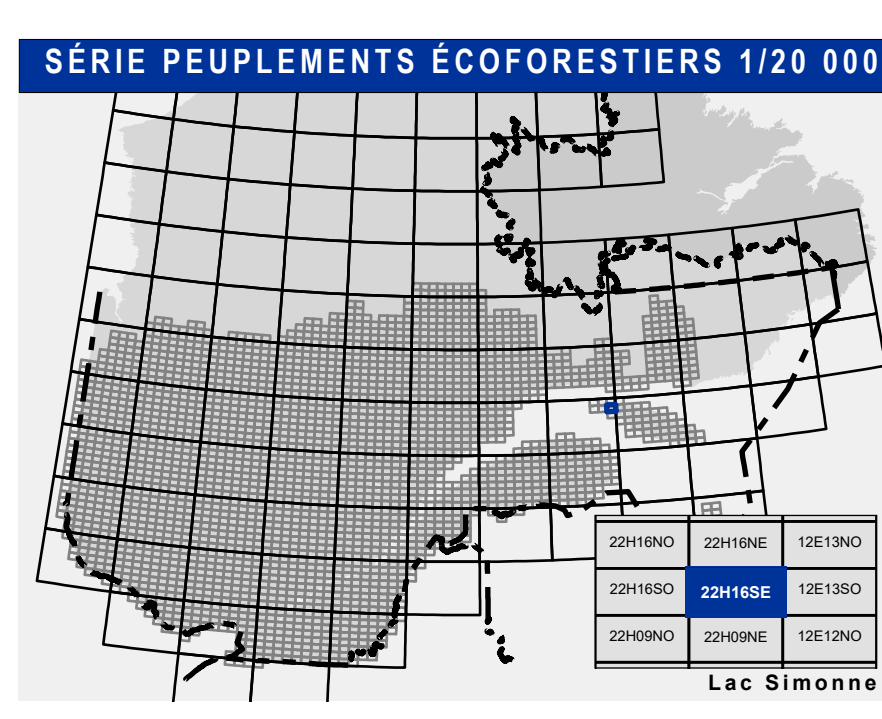 SÉRIE PEUPLEMENTS ÉCOFORESTIERS 1/20 000
22H16NO 22H16NE 12E13NO
22H16SO 22H16SE 12E13SO
22H09NO 22H09NE 12E12NO
Lac Simonne